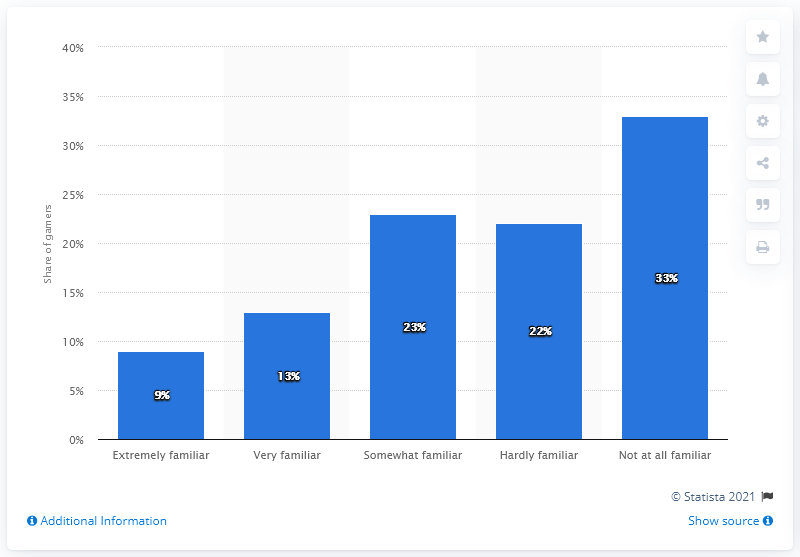 40%
35%
30%
25%
20%
15%
10%
5%
0%
Share of gamers
9%
13%
23%
22%
33%
Extremely familiar
Very familiar
Somewhat familiar
Hardly familiar
Not at all familiar
© Statista 2021
Additional Information
Show source